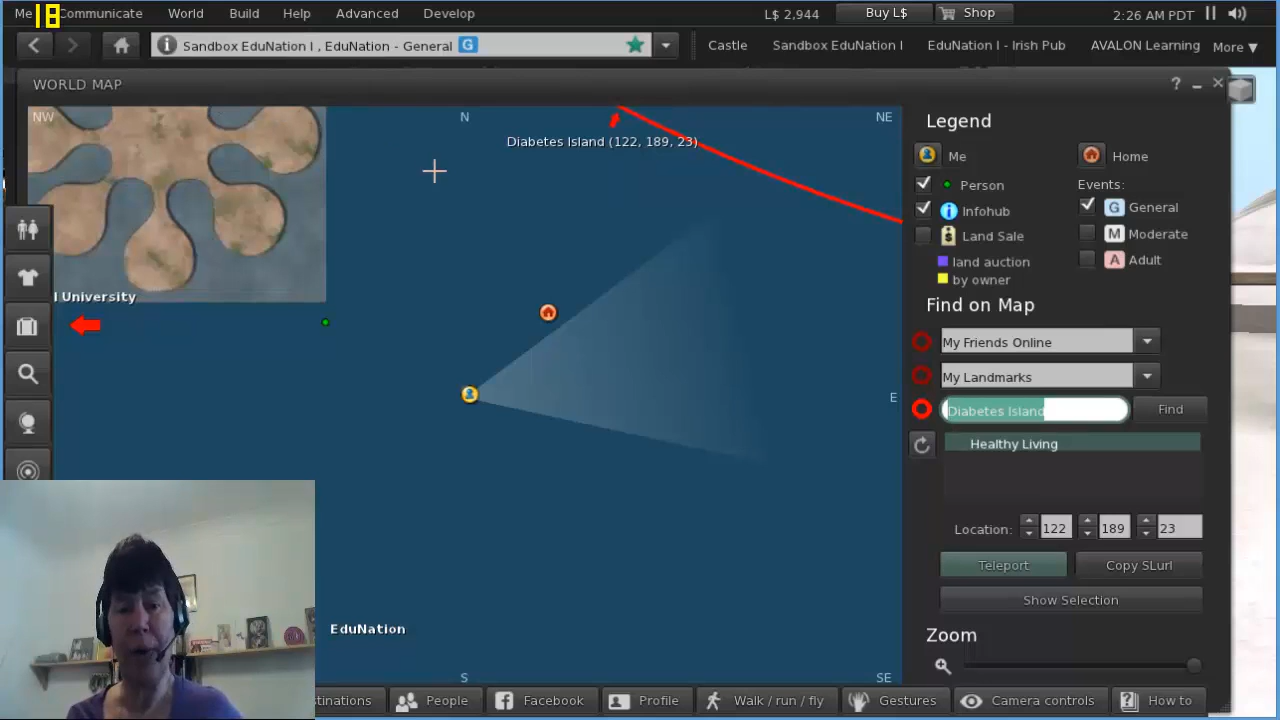 Me Communicate World Build Help Advanced Develop L$ 2,944 Buy L$ Shop 2:26 AM PDT
18
Sandbox EduNation I , EduNation - General G Castle Sandbox EduNation I EduNation I - Irish Pub AVALON Learning More ▼
WORLD MAP ?
NW N NE
Diabetes Island (122, 189, 23)
l University
E
EduNation
S SE
Legend
Me Home
Person Events:
Infohub G General
Land Sale M Moderate
land auction A Adult
by owner
Find on Map
My Friends Online
My Landmarks
Diabetes Island Find
Healthy Living
Location: 122 189 23
Teleport Copy SLurl
Show Selection
Zoom
stinations People Facebook Profile Walk / run / fly Gestures Camera controls How to